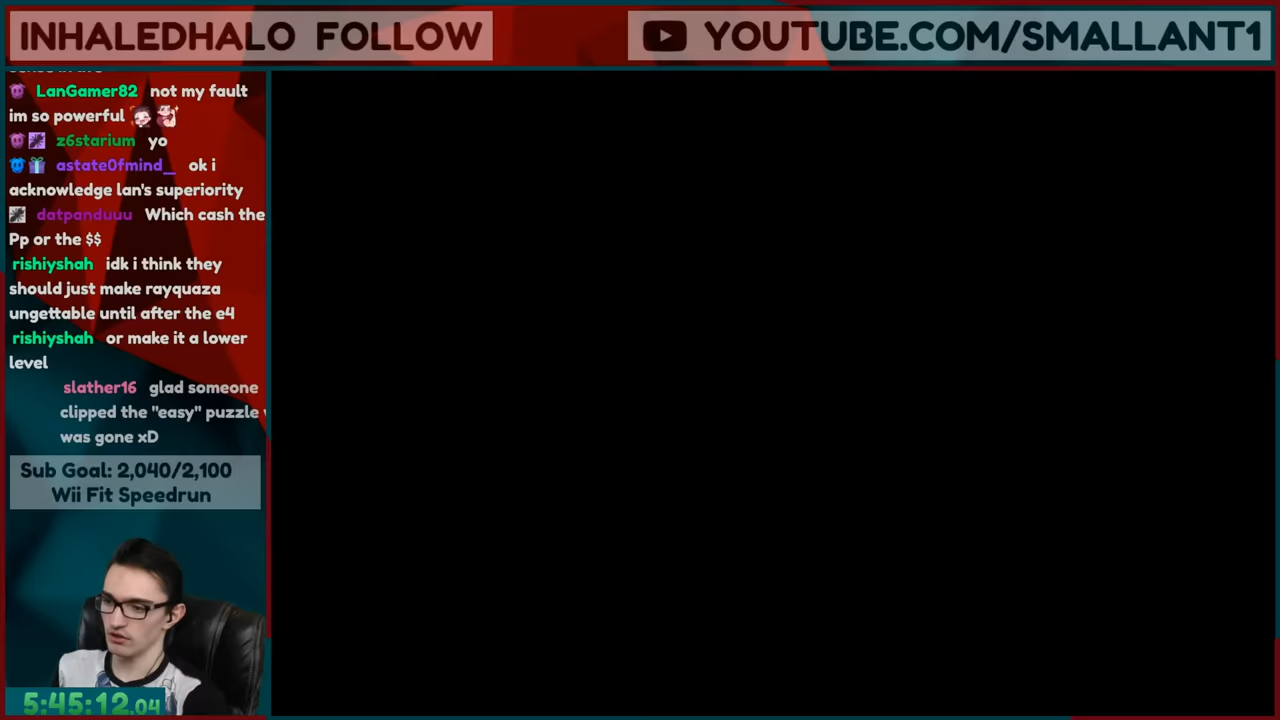 INHALEDHALO FOLLOW
YOUTUBE.COM/SMALLANT1
LanGamer82 not my fault
im so powerful
z6starium yo
astate0fmind_ ok i
acknowledge lan's superiority
datpanduuu Which cash the
Pp or the $$
rishiyshah idk i think they
should just make rayquaza
ungettable until after the e4
rishiyshah or make it a lower
level
slather16 glad someone
clipped the "easy" puzzle
was gone xD
Sub Goal: 2,040/2,100
Wii Fit Speedrun
5:45:12.04